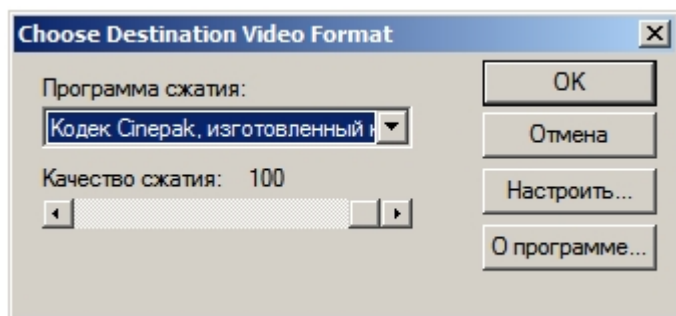 Choose Destination Video Format
Программа сжатия:
Кодек Cinepak, изготовленный
Качество сжатия: 100
OK
Отмена
Настроить...
О программе...